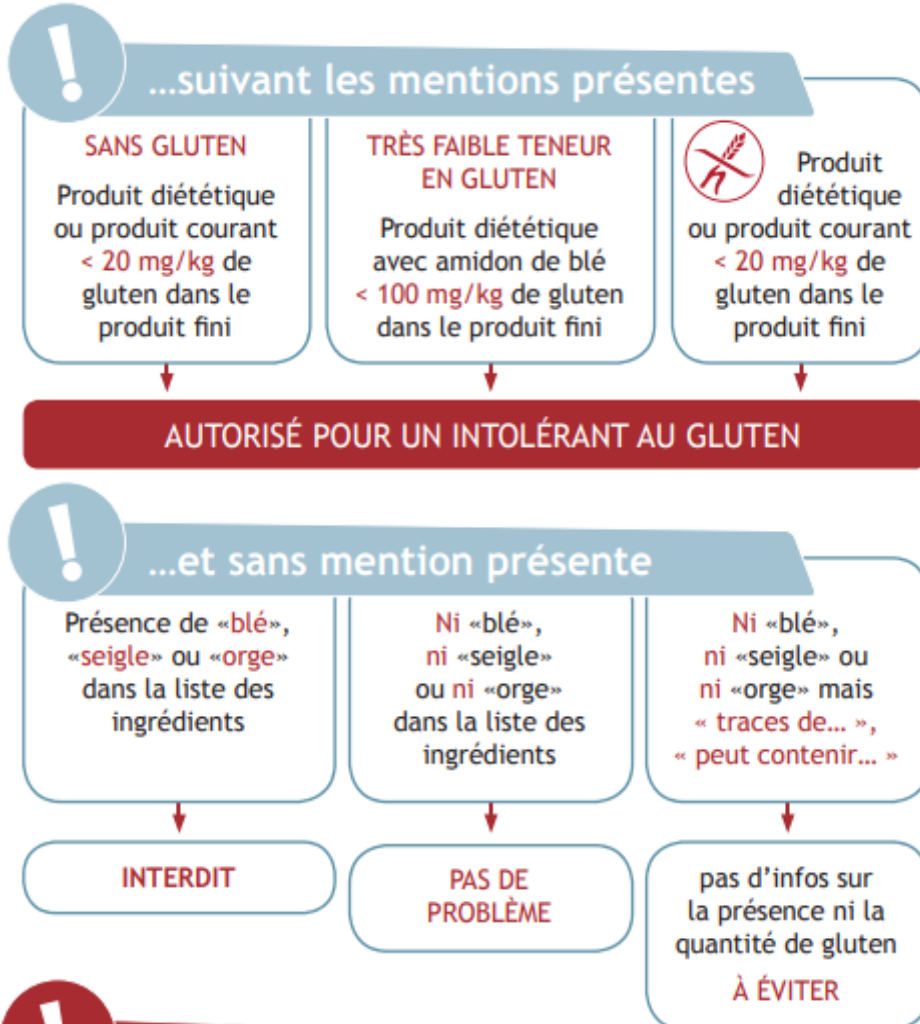 !
...suivant les mentions présentes
SANS GLUTEN
Produit diététique
ou produit courant
< 20 mg/kg de
gluten dans le
produit fini
TRÈS FAIBLE TENEUR
EN GLUTEN
Produit diététique
avec amidon de blé
< 100 mg/kg de gluten
dans le produit fini
Produit
diététique
ou produit courant
< 20 mg/kg de
gluten dans le
produit fini
AUTORISÉ POUR UN INTOLÉRANT AU GLUTEN
!
...et sans mention présente
Présence de «blé»,
«seigle» ou «orge»
dans la liste des
ingrédients
Ni «blé»,
ni «seigle»
ou ni «orge»
dans la liste des
ingrédients
Ni «blé»,
ni «seigle» ou
ni «orge» mais
« traces de... »,
« peut contenir... »
INTERDIT
PAS DE
PROBLÈME
pas d'infos sur
la présence ni la
quantité de gluten
À ÉVITER